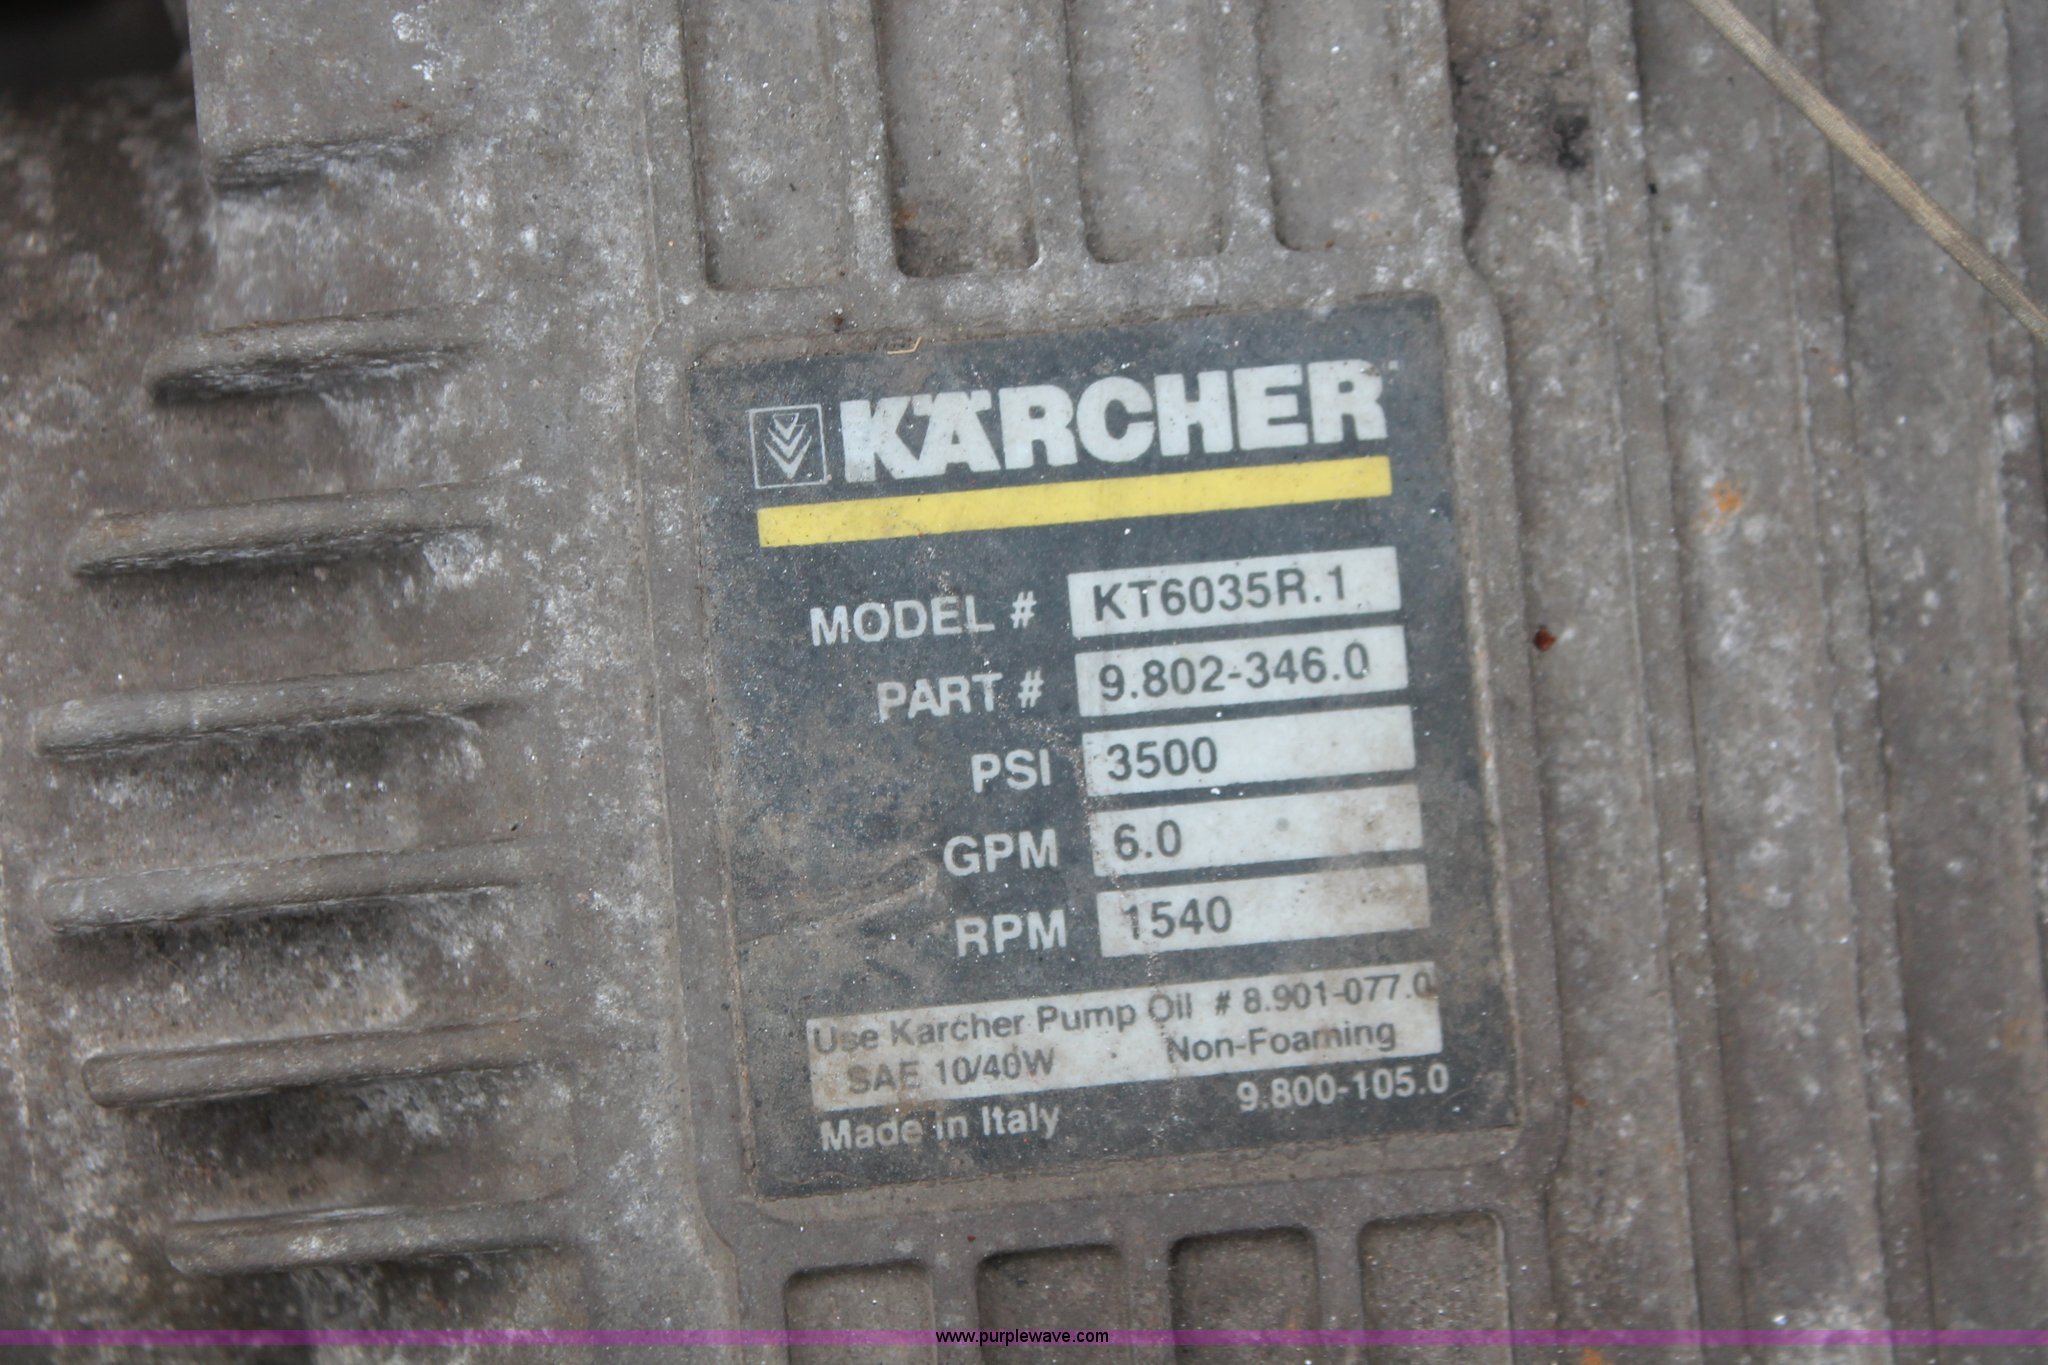 KÄRCHER
MODEL # KT6035R.1
PART # 9.802-346.0
PSI 3500
GPM 6.0
RPM 1540
Use Karcher Pump Oil # 8.901-077.0
SAE 10/40W Non-Foaming
Made in Italy 9.800-105.0
www.purplewave.com